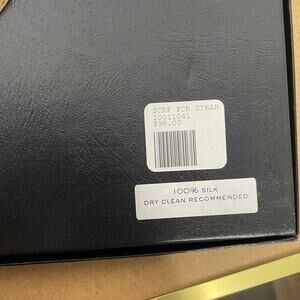 SCRF FCR SYRAH
10011041
$98.00
100% SILK
DRY CLEAN RECOMMENDED